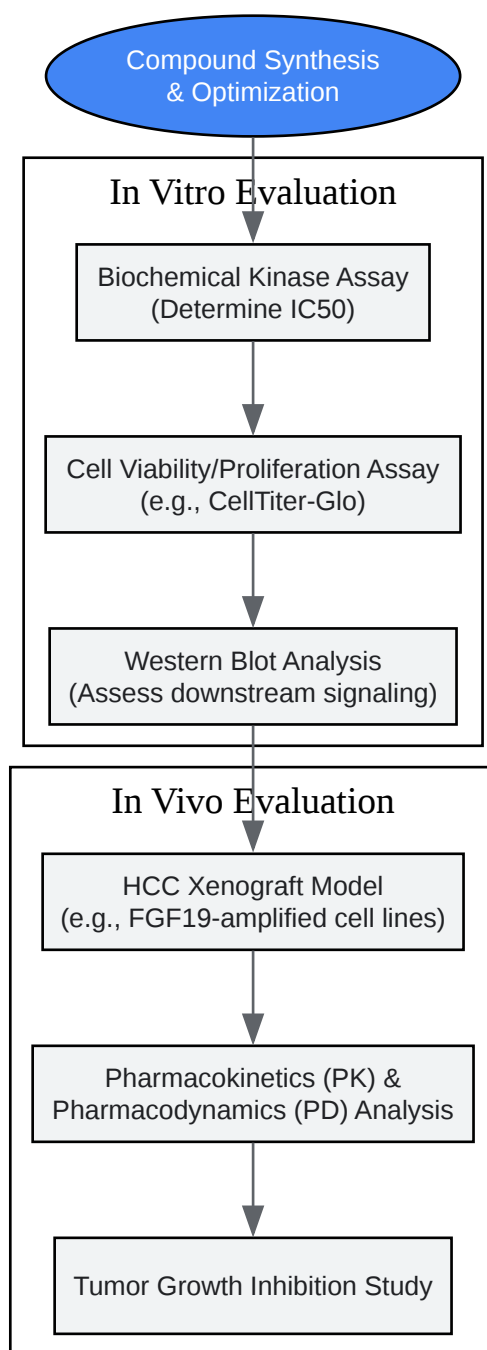 Compound Synthesis
& Optimization
In Vitro Evaluation
Biochemical Kinase Assay
(Determine IC50)
Cell Viability/Proliferation Assay
(e.g., CellTiter-Glo)
Western Blot Analysis
(Assess downstream signaling)
In Vivo Evaluation
HCC Xenograft Model
(e.g., FGF19-amplified cell lines)
Pharmacokinetics (PK) &
Pharmacodynamics (PD) Analysis
Tumor Growth Inhibition Study